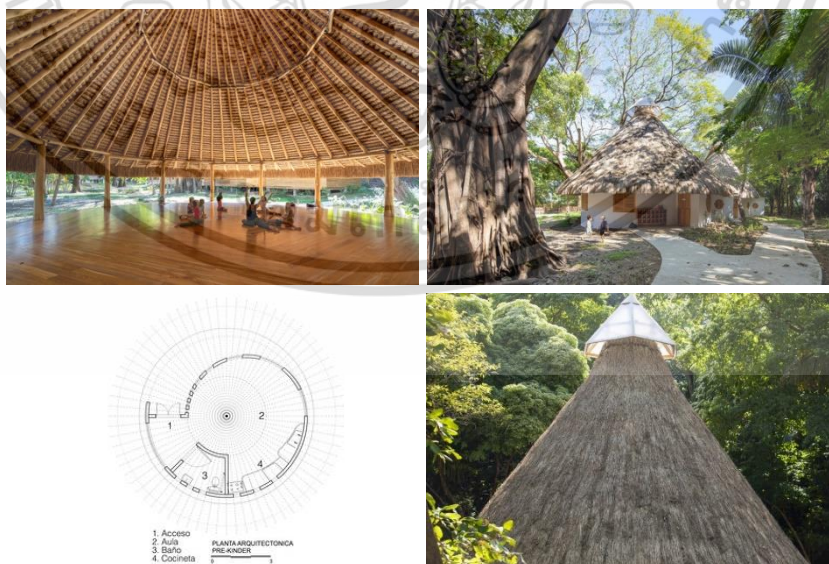 1
2
3
4
1. Acceso
2. Aula
3. Baño
4. Cocineta
PLANTA ARQUITECTONICA
PRE-KINDER
0 3